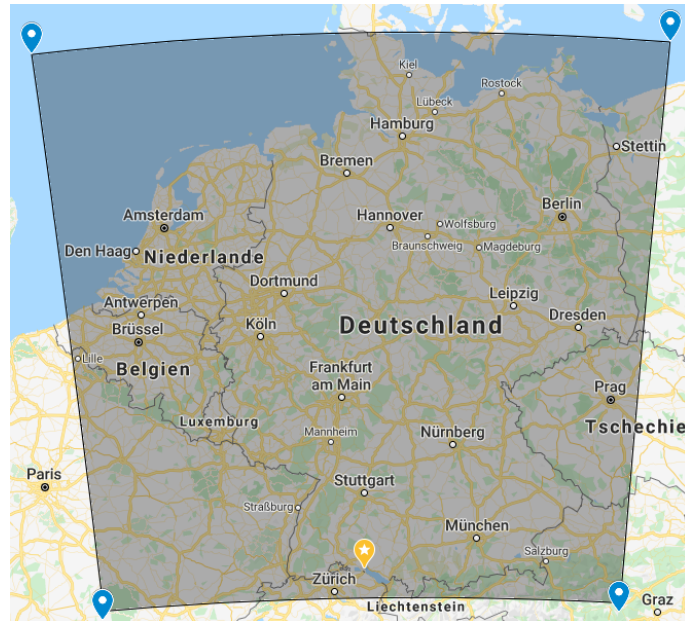 Kiel
Rostock
Lübeck
Hamburg
Stettin
Bremen
Berlin
Amsterdam
Hannover
Wolfsburg
Braunschweig
Magdeburg
Den Haag
Niederlande
Dortmund
Leipzig
Antwerpen
Dresden
Deutschland
Köln
Brüssel
Lille
Belgien
Frankfurt
am Main
Prag
Luxemburg
Tschechie
Mannheim
Nürnberg
Paris
Stuttgart
Straßburg
München
Salzburg
Zürich
Liechtenstein
Graz